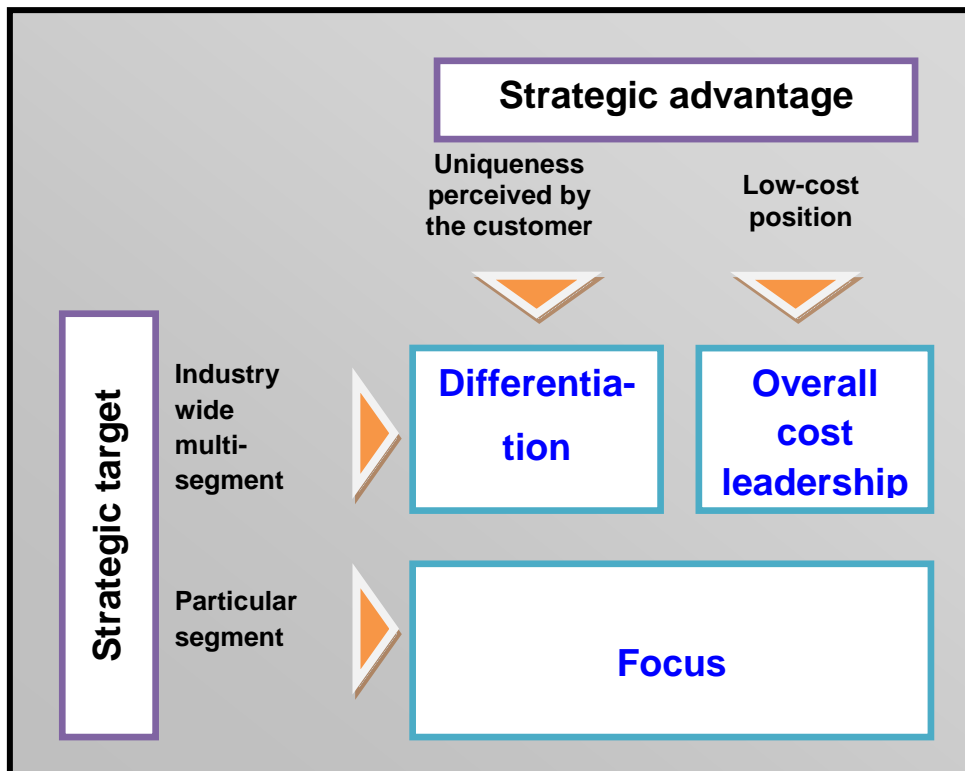 Strategic advantage
Uniqueness
perceived by
the customer
Low-cost
position
Strategic target
Industry
wide
multi-
segment
Differentia-
tion
Overall
cost
leadership
Particular
segment
Focus